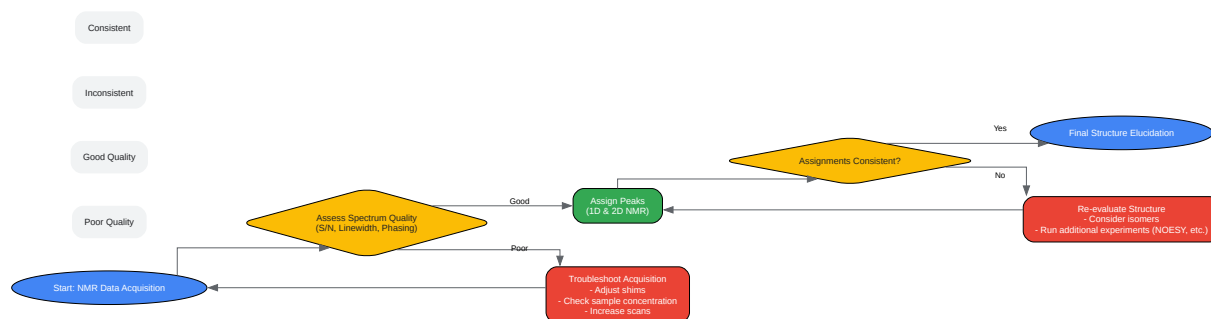 Consistent
Inconsistent
Good Quality
Poor Quality
Start: NMR Data Acquisition
Assess Spectrum Quality
(S/N, Linewidth, Phasing)
Good
Poor
Troubleshoot Acquisition
- Adjust shims
- Check sample concentration
- Increase scans
Assign Peaks
(1D & 2D NMR)
Assignments Consistent?
Yes
No
Final Structure Elucidation
Re-evaluate Structure
- Consider isomers
- Run additional experiments (NOESY, etc.)